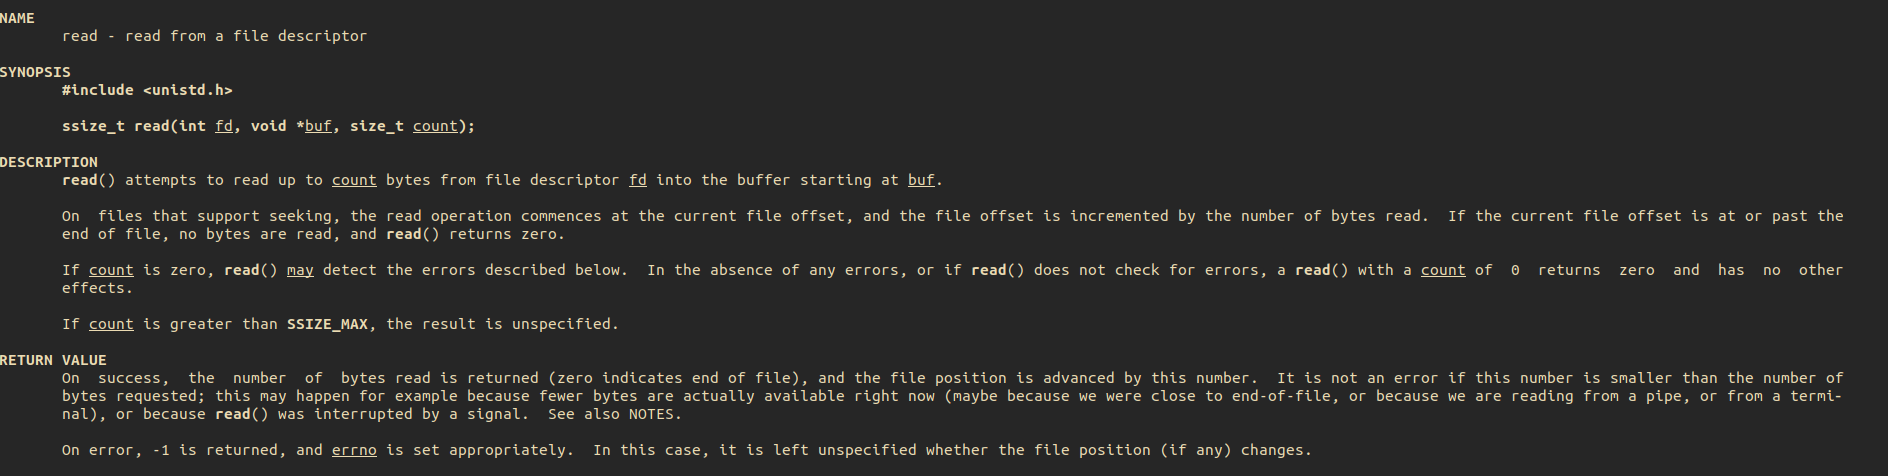 NAME
read - read from a file descriptor
SYNOPSIS
#include <unistd.h>
ssize_t read(int fd, void *buf, size_t count);
DESCRIPTION
read() attempts to read up to count bytes from file descriptor fd into the buffer starting at buf.
On  files that support seeking, the read operation commences at the current file offset, and the file offset is incremented by the number of bytes read.  If the current file offset is at or past the
end of file, no bytes are read, and read() returns zero.
If count is zero, read() may detect the errors described below.  In the absence of any errors, or if read() does not check for errors, a read() with a count of  0  returns  zero  and  has  no  other
effects.
If count is greater than SSIZE_MAX, the result is unspecified.
RETURN VALUE
On  success,  the  number  of  bytes read is returned (zero indicates end of file), and the file position is advanced by this number.  It is not an error if this number is smaller than the number of
bytes requested; this may happen for example because fewer bytes are actually available right now (maybe because we were close to end-of-file, or because we are reading from a pipe, or from a termi-
nal), or because read() was interrupted by a signal.  See also NOTES.
On error, -1 is returned, and errno is set appropriately.  In this case, it is left unspecified whether the file position (if any) changes.